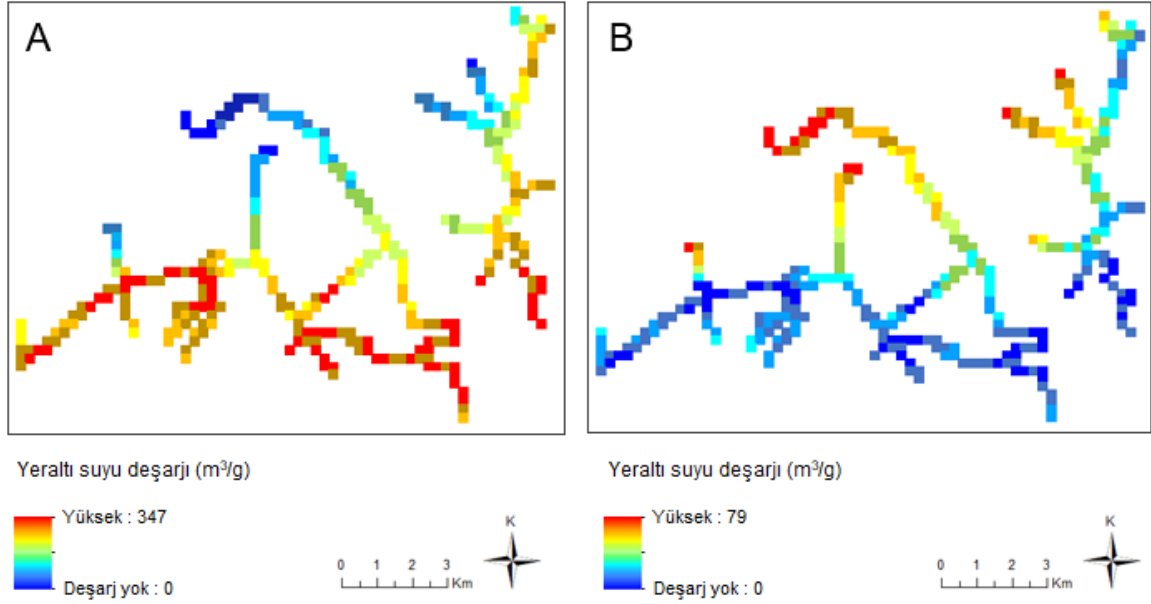 A
B
Yeraltı suyu deşarjı (m³/g)
Yüksek : 347
Deşarj yok : 0
K
0 1 2 3
Km
Yeraltı suyu deşarjı (m³/g)
Yüksek : 79
Deşarj yok : 0
K
0 1 2 3
Km